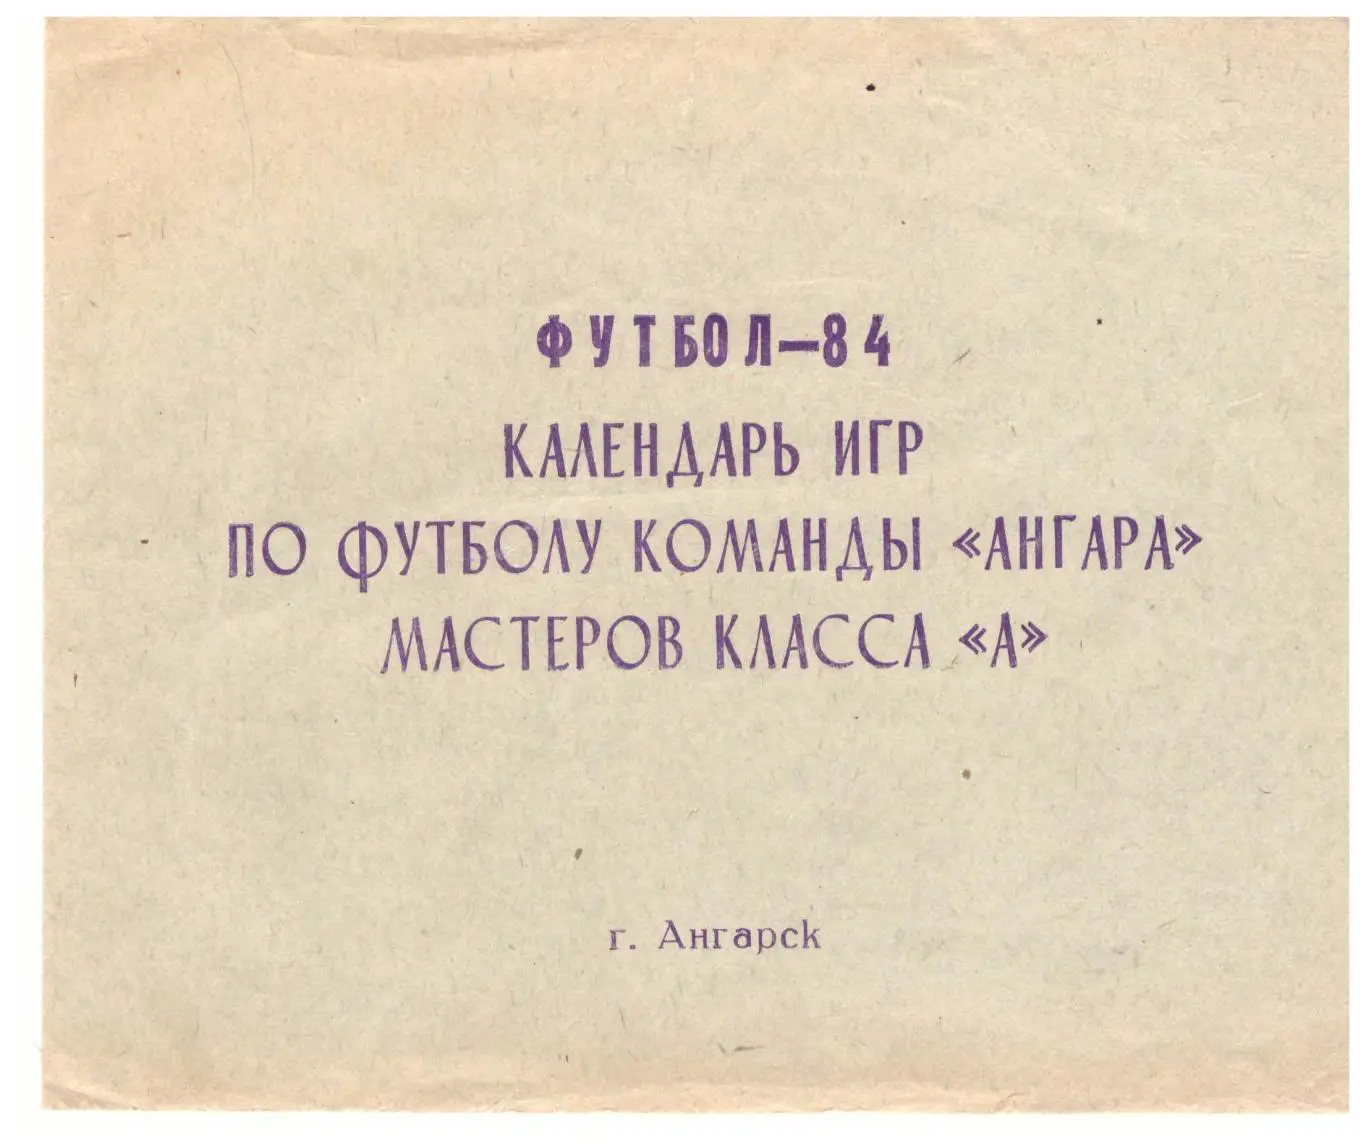 ФУТБОЛ—84
КАЛЕНДАРЬ ИГР
ПО ФУТБОЛУ КОМАНДЫ «АНГАРА»
МАСТЕРОВ КЛАССА «А»
г. Ангарск